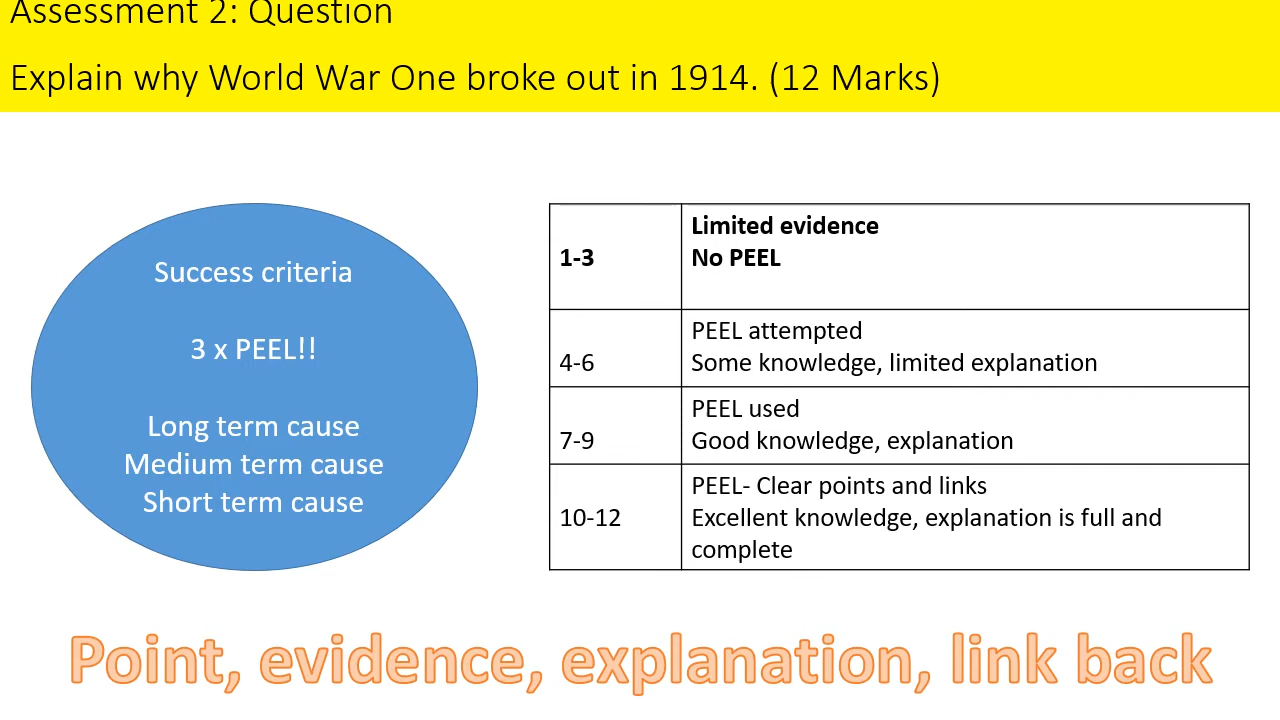 Assessment 2: Question
Explain why World War One broke out in 1914. (12 Marks)
Success criteria
3 x PEEL!!
Long term cause
Medium term cause
Short term cause
1-3
Limited evidence
No PEEL
4-6
PEEL attempted
Some knowledge, limited explanation
7-9
PEEL used
Good knowledge, explanation
10-12
PEEL- Clear points and links
Excellent knowledge, explanation is full and
complete
Point, evidence, explanation, link back